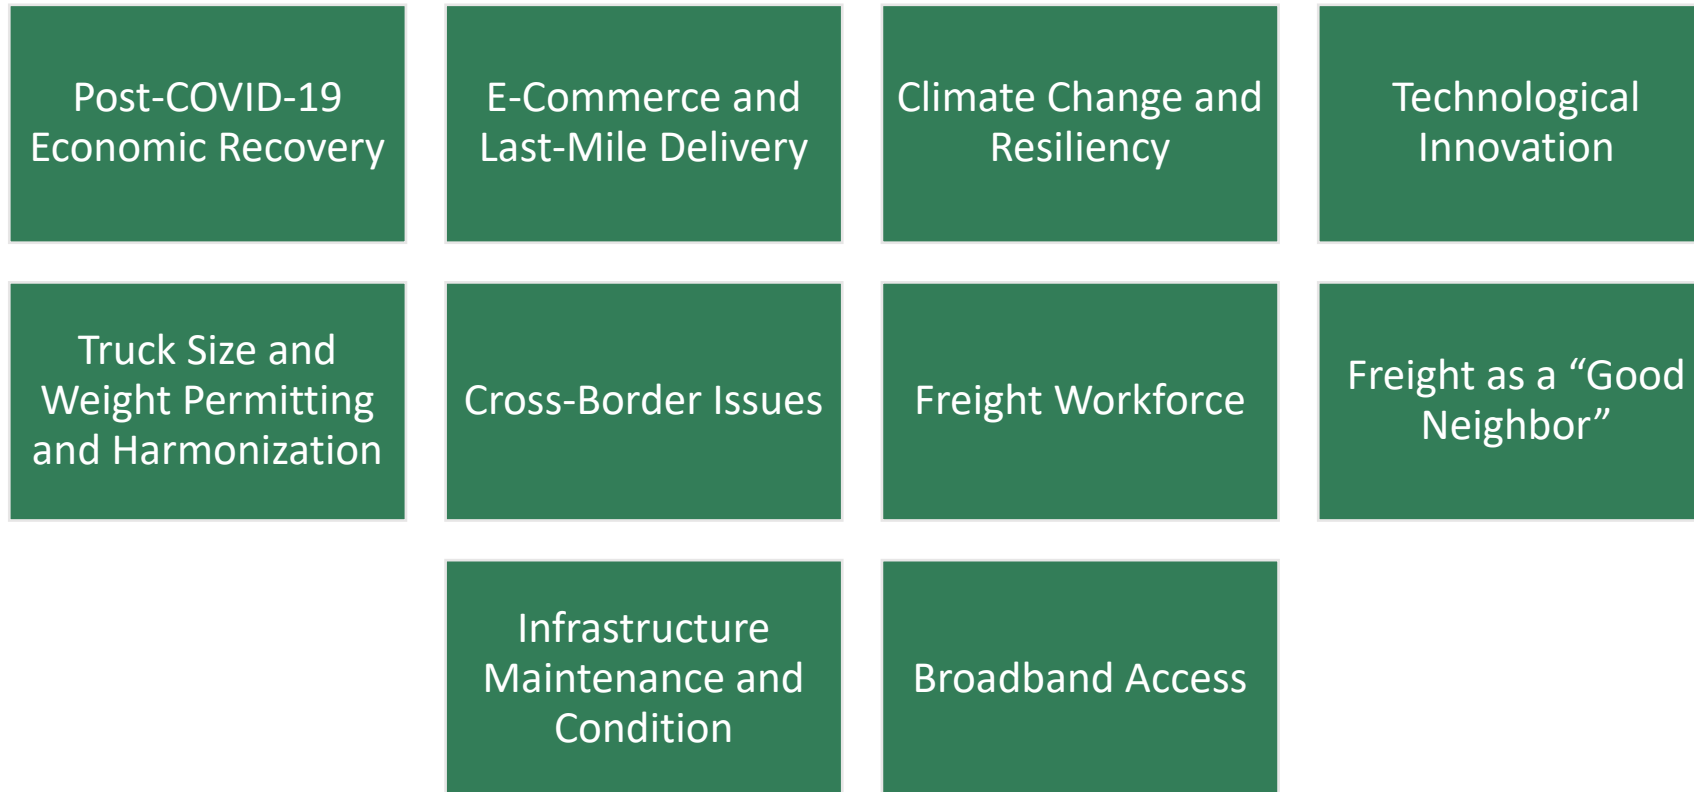 Post-COVID-19
Economic Recovery
E-Commerce and
Last-Mile Delivery
Climate Change and
Resiliency
Technological
Innovation
Truck Size and
Weight Permitting
and Harmonization
Cross-Border Issues
Freight Workforce
Freight as a “Good
Neighbor”
Infrastructure
Maintenance and
Condition
Broadband Access